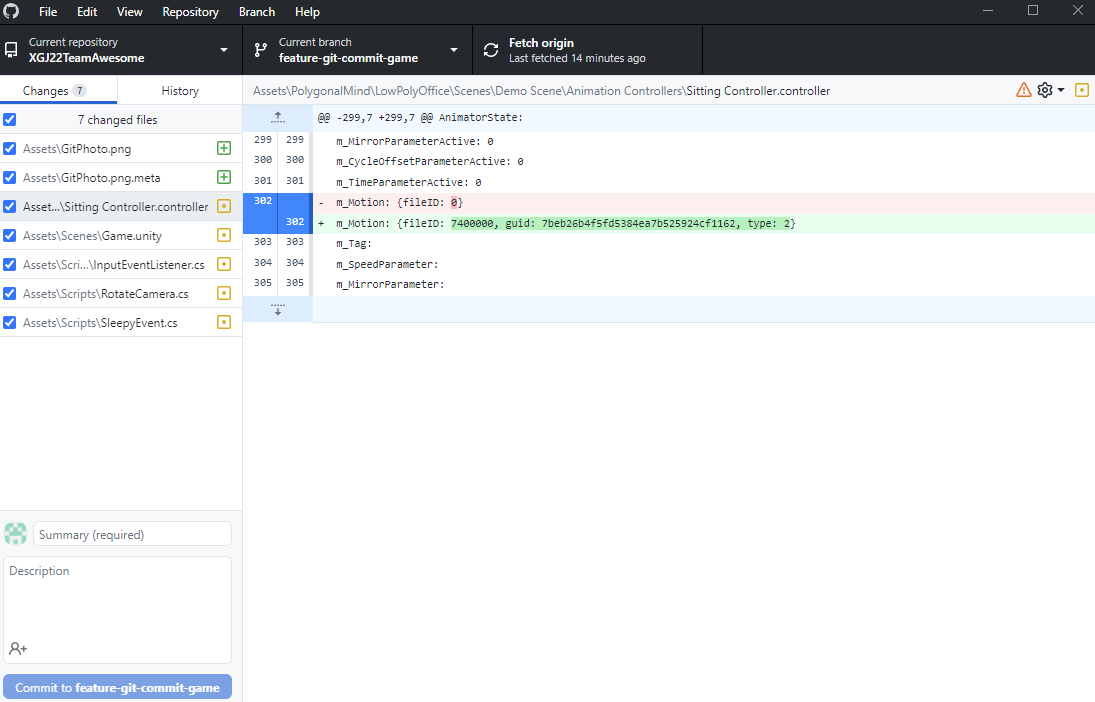 File Edit View Repository Branch Help
Current repository
XGJ22TeamAwesome
Current branch
feature-git-commit-game
Fetch origin
Last fetched 14 minutes ago
Changes 7
History
Assets\PolygonalMind\LowPolyOffice\Scenes\Demo Scene\Animation Controllers\Sitting Controller.controller
7 changed files
Assets\GitPhoto.png
Assets\GitPhoto.png.meta
Asset...\Sitting Controller.controller
Assets\Scenes\Game.unity
Assets\Scri...\InputEventListener.cs
Assets\Scripts\RotateCamera.cs
Assets\Scripts\SleepyEvent.cs
@@ -299,7 +299,7 @@ AnimatorState:
299 299 m_MirrorParameterActive: 0
300 300 m_CycleOffsetParameterActive: 0
301 301 m_TimeParameterActive: 0
302 - m_Motion: {fileID: 0}
302 + m_Motion: {fileID: 7400000, guid: 7beb26b4f5fd5384ea7b525924cf1162, type: 2}
303 303 m_Tag:
304 304 m_SpeedParameter:
305 305 m_MirrorParameter:
Summary (required)
Description
Commit to feature-git-commit-game